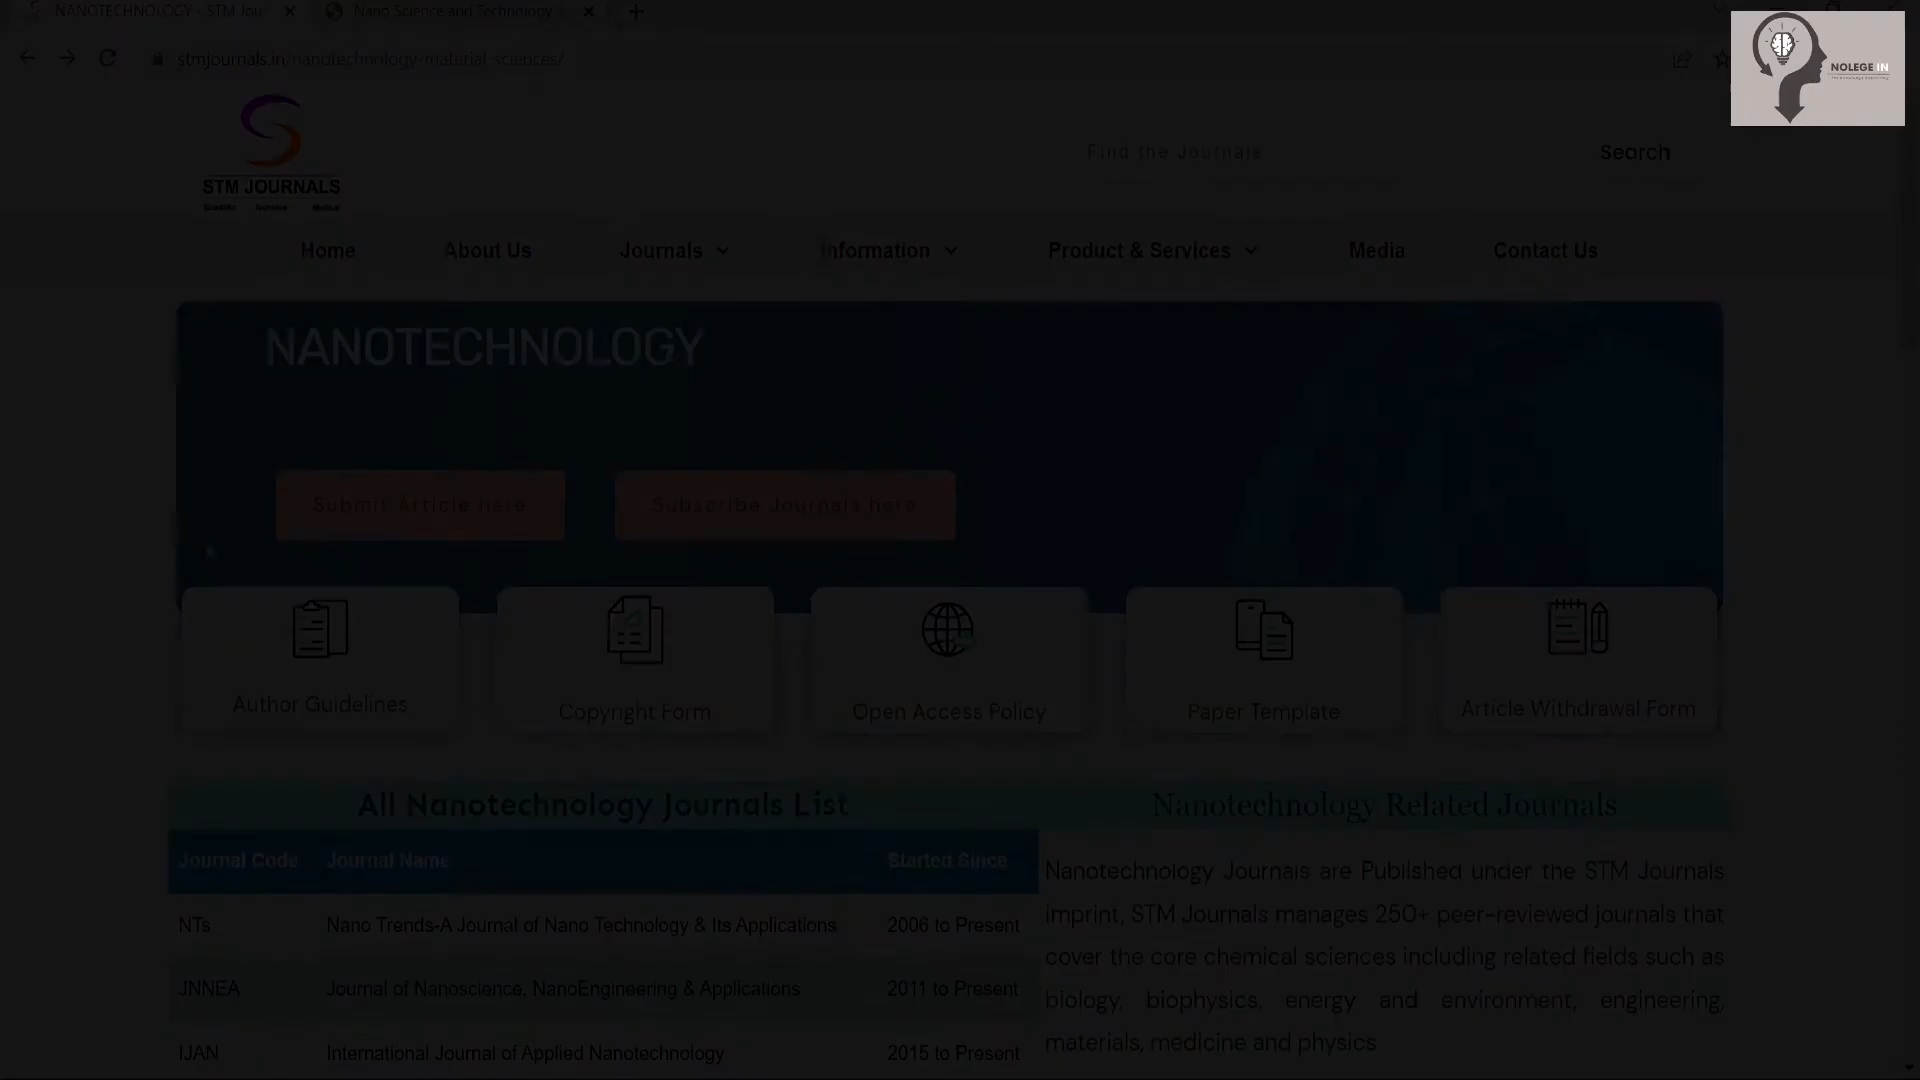 NANOTECHNOLOGY - STM Jou
Nano Science and Technology
stmjournals.in/nanotechnology-material-sciences/
NOLEGE IN
STM JOURNALS
Scientific Technical Medical
Find the Journals
Search
Home About Us Journals Information Product & Services Media Contact Us
NANOTECHNOLOGY
Submit Article here Subscribe Journals here
Author Guidelines
Copyright Form
Open Access Policy
Paper Template
Article Withdrawal Form
All Nanotechnology Journals List
Journal Code Journal Name Started Since
NTs Nano Trends-A Journal of Nano Technology & Its Applications 2006 to Present
JNNEA Journal of Nanoscience, NanoEngineering & Applications 2011 to Present
IJAN International Journal of Applied Nanotechnology 2015 to Present
Nanotechnology Related Journals
Nanotechnology Journals are Published under the STM Journals
imprint, STM Journals manages 250+ peer-reviewed journals that
cover the core chemical sciences including related fields such as
biology, biophysics, energy and environment, engineering,
materials, medicine and physics